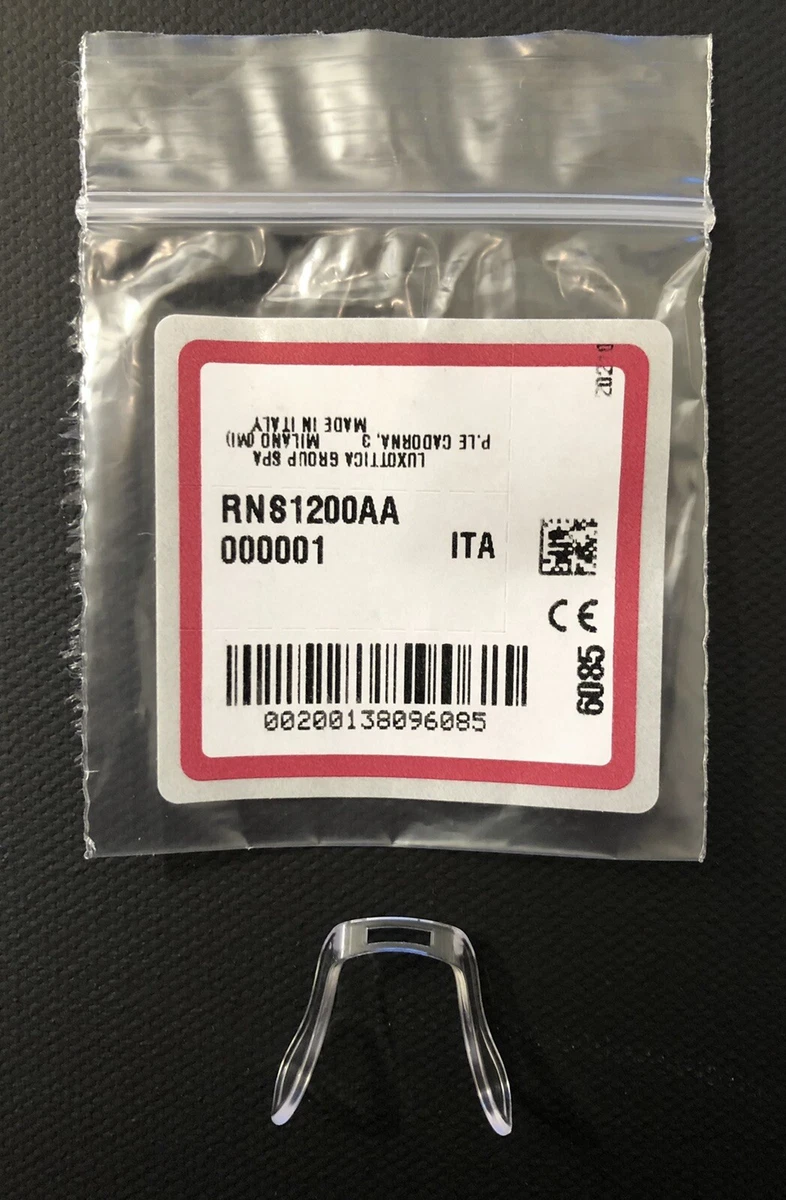 LUXOTTICA GROUP SPA
P.LE CADORNA, 3 MILANO (MI)
MADE IN ITALY
RNS1200AA
000001 ITA
CE
6085
00200138096085